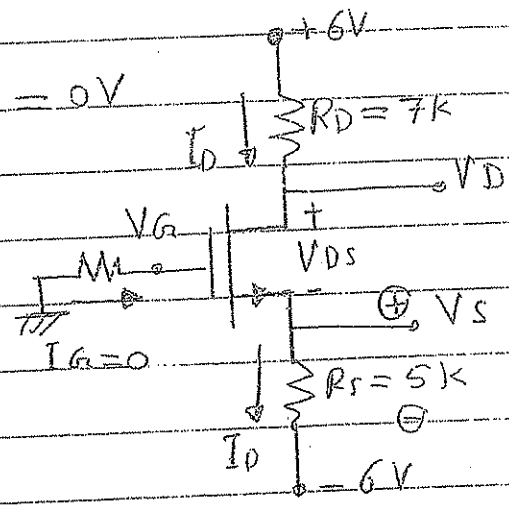 +6V
= 0V
RD = 7k
ID
VD
VG
+
VDS
-
+ VS
IG = 0
Rs = 5k
-
ID
-6V